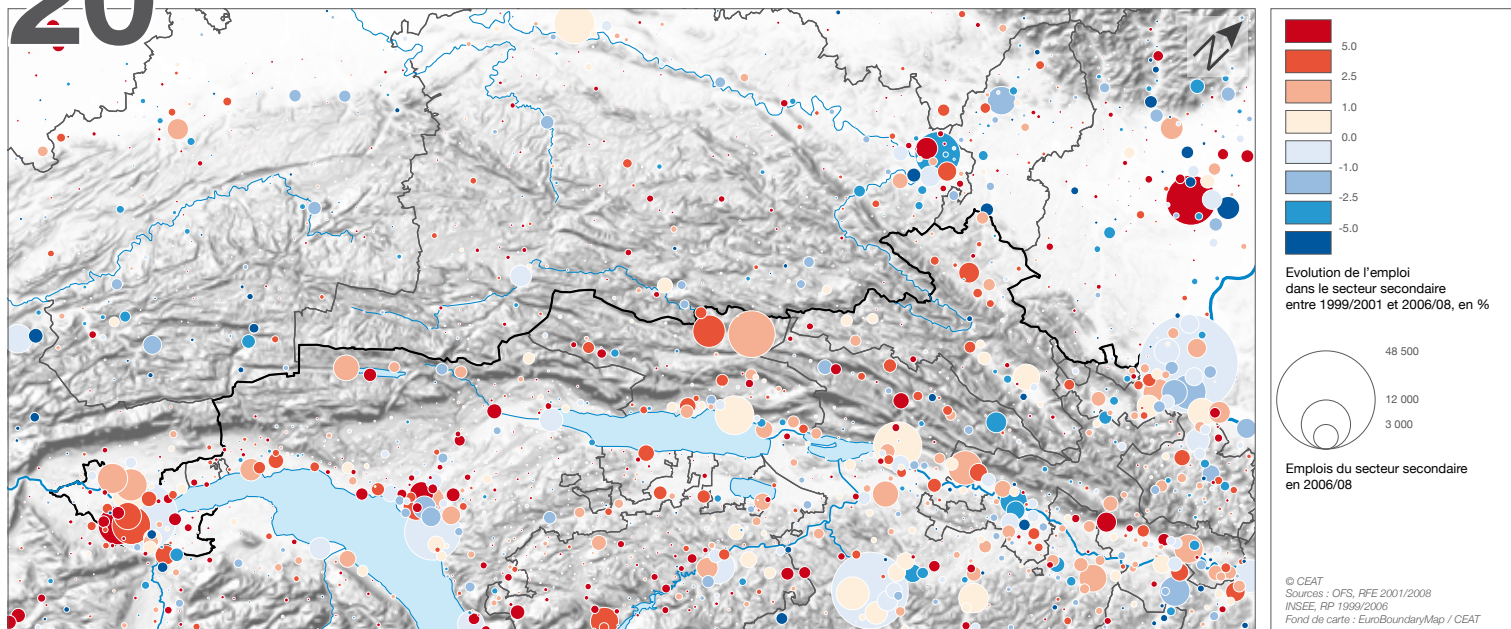 20
N
5.0
2.5
1.0
0.0
-1.0
-2.5
-5.0
Evolution de l'emploi
dans le secteur secondaire
entre 1999/2001 et 2006/08, en %
48 500
12 000
3 000
Emplois du secteur secondaire
en 2006/08
© CEAT
Sources : OFS, RFE 2001/2008
INSEE, RP 1999/2006
Fond de carte : EuroBoundaryMap / CEAT